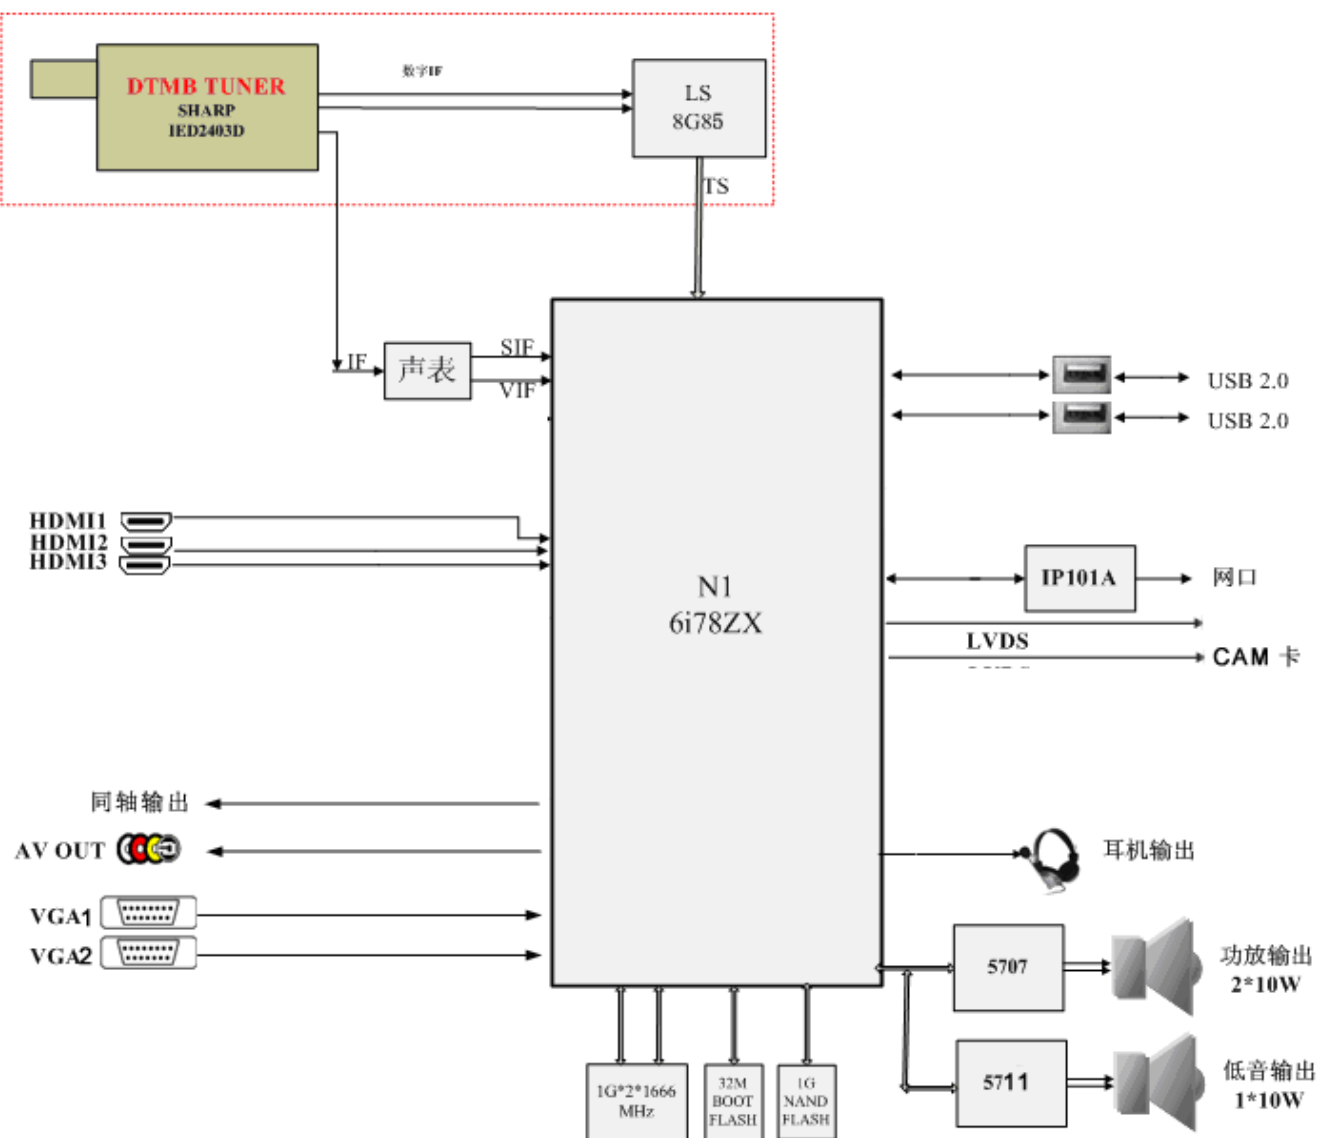 数字IF
DTMB TUNER
SHARP
IED2403D
LS
8G85
TS
IF
声表
SIF
VIF
USB 2.0
USB 2.0
HDMI1
HDMI2
HDMI3
N1
6i78ZX
IP101A
网口
LVDS
CAM 卡
同轴输出
AV OUT
VGA1
VGA2
耳机输出
5707
功放输出
2*10W
5711
低音输出
1*10W
1G*2*1666
MHz
32M
BOOT
FLASH
1G
NAND
FLASH